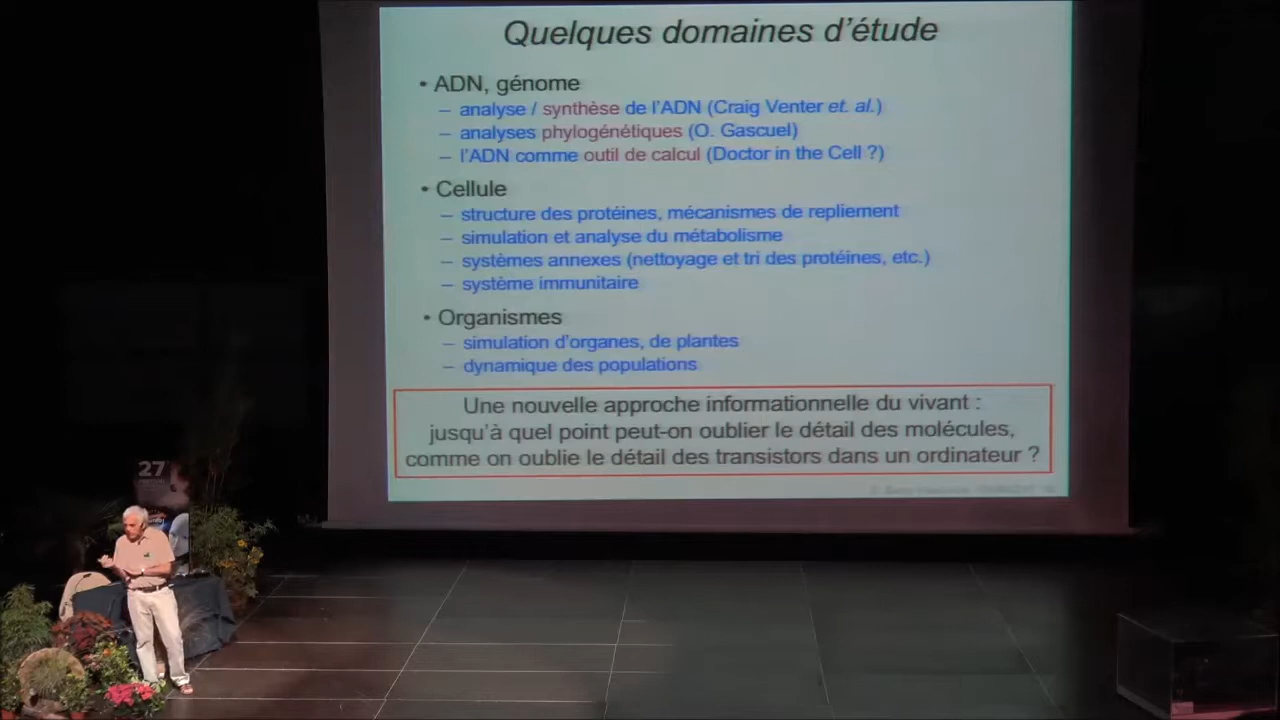 Quelques domaines d'étude
• ADN, génome
– analyse / synthèse de l'ADN (Craig Venter et. al.)
– analyses phylogénétiques (O. Gascuel)
– l'ADN comme outil de calcul (Doctor in the Cell ?)
• Cellule
– structure des protéines, mécanismes de repliement
– simulation et analyse du métabolisme
– systèmes annexes (nettoyage et tri des protéines, etc.)
– système immunitaire
• Organismes
– simulation d'organes, de plantes
– dynamique des populations
Une nouvelle approche informationnelle du vivant :
jusqu'à quel point peut-on oublier le détail des molécules,
comme on oublie le détail des transistors dans un ordinateur ?
27